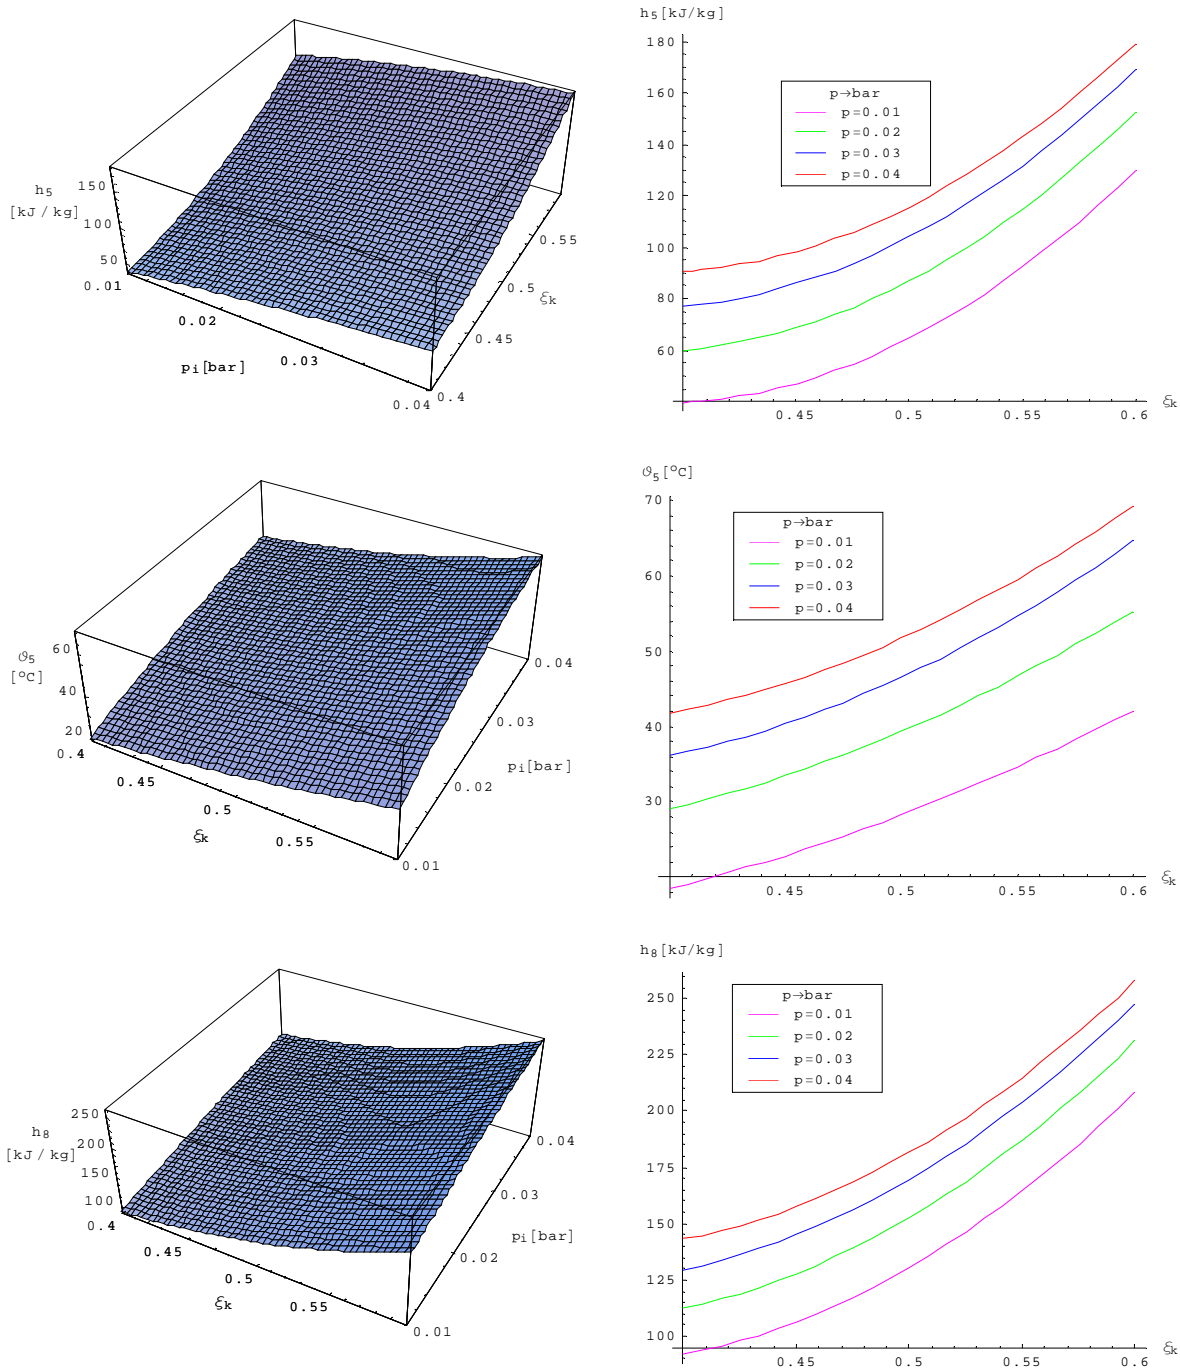 h5
[kJ/kg]
150
100
50
0.01
0.02
0.03
0.04
pi[bar]
0.4
0.45
0.5
0.55
ξk
h5[kJ/kg]
180
160
140
120
100
80
60
p→bar
p=0.01
p=0.02
p=0.03
p=0.04
0.45
0.5
0.55
0.6
ξk
ϑ5
[°C]
60
40
20
0.4
0.45
0.5
0.55
ξk
0.01
0.02
0.03
0.04
pi[bar]
ϑ5[°C]
70
60
50
42
30
p→bar
p=0.01
p=0.02
p=0.03
p=0.04
0.45
0.5
0.55
0.6
ξk
h8
[kJ/kg]
250
200
150
100
0.4
0.45
0.5
0.55
ξk
0.01
0.02
0.03
0.04
pi[bar]
h8[kJ/kg]
250
225
200
175
150
125
100
p→bar
p=0.01
p=0.02
p=0.03
p=0.04
0.45
0.5
0.55
0.6
ξk